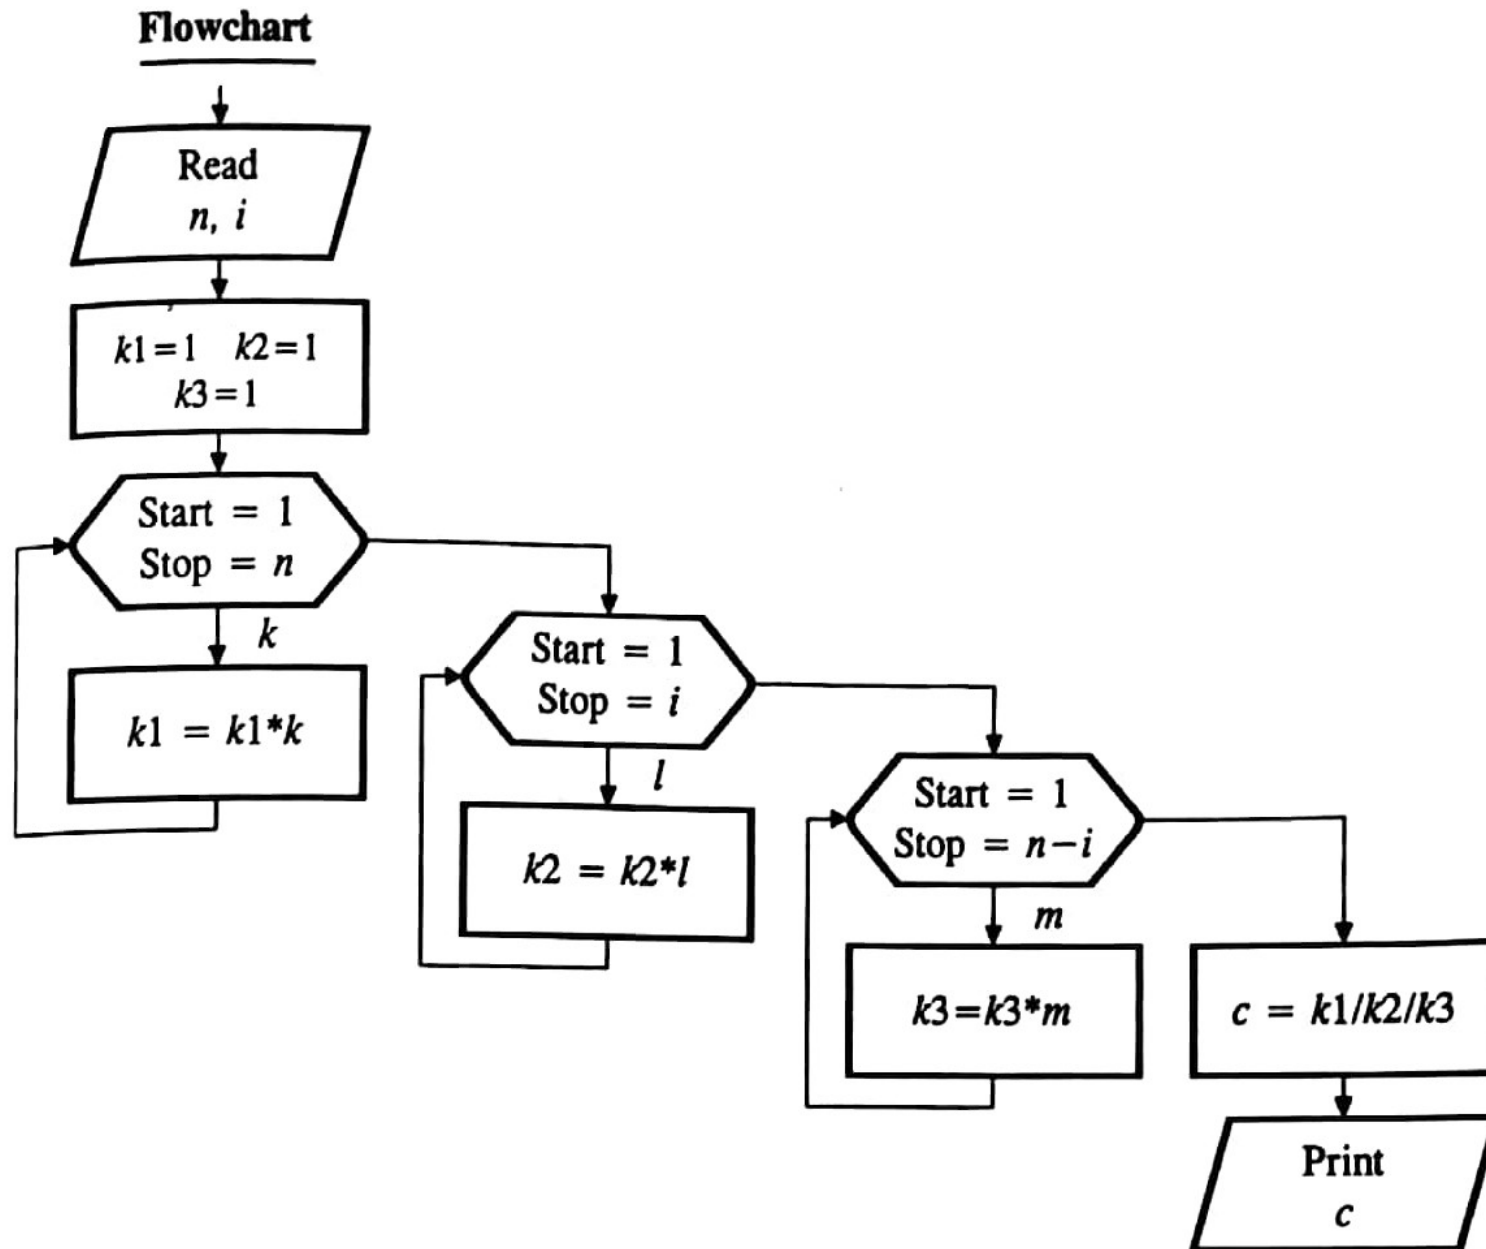 Flowchart
Read
n, i
k1=1 k2=1
k3=1
Start = 1
Stop = n
k
k1 = k1*k
Start = 1
Stop = i
l
k2 = k2*l
Start = 1
Stop = n−i
m
k3=k3*m
c = k1/k2/k3
Print
c